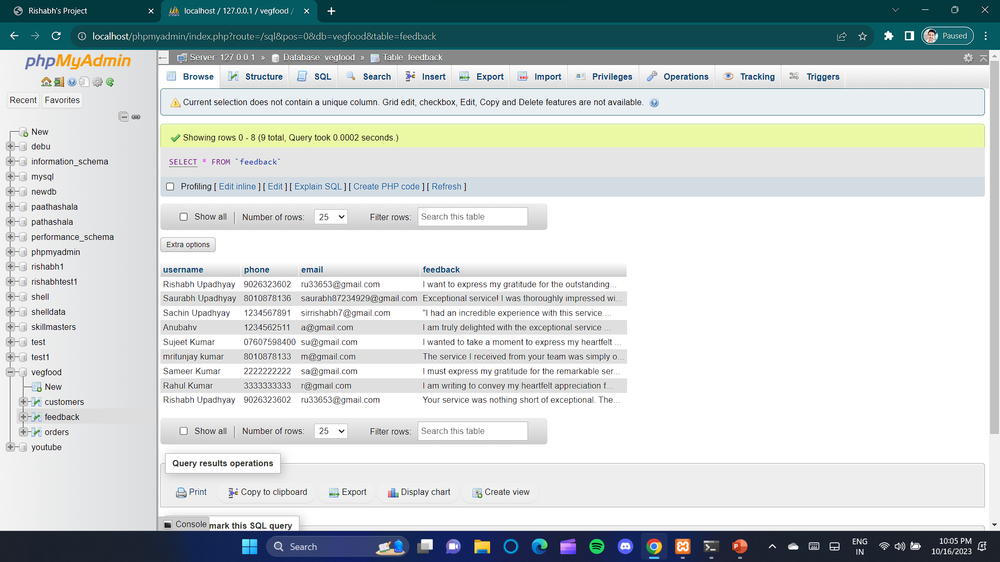 Rishabh's Project
localhost / 127.0.0.1 / vegfood /
localhost/phpmyadmin/index.php?route=/sql&pos=0&db=vegfood&table=feedback
Paused
phpMyAdmin
Recent
Favorites
New
debu
information_schema
mysql
newdb
paathashala
pathashala
performance_schema
phpmyadmin
rishabh1
rishabhtest1
shell
shelldata
skillmasters
test
test1
vegfood
New
customers
feedback
orders
youtube
Server: 127.0.0.1 » Database: vegfood » Table: feedback
Browse Structure SQL Search Insert Export Import Privileges Operations Tracking Triggers
Current selection does not contain a unique column. Grid edit, checkbox, Edit, Copy and Delete features are not available.
Showing rows 0 - 8 (9 total, Query took 0.0002 seconds.)
SELECT * FROM `feedback`
Profiling [ Edit inline ] [ Edit ] [ Explain SQL ] [ Create PHP code ] [ Refresh ]
Show all | Number of rows: 25 Filter rows: Search this table
Extra options
username phone email feedback
Rishabh Upadhyay 9026323602 ru33653@gmail.com I want to express my gratitude for the outstanding...
Saurabh Upadhyay 8010878136 saurabh87234929@gmail.com Exceptional service! I was thoroughly impressed wi...
Sachin Upadhyay 1234567891 sirrishabh7@gmail.com "I had an incredible experience with this service....
Anubahv 1234562511 a@gmail.com I am truly delighted with the exceptional service ...
Sujeet Kumar 07607598400 su@gmail.com I wanted to take a moment to express my heartfelt ...
mritunjay kumar 8010878133 m@gmail.com The service I received from your team was simply o...
Sameer Kumar 2222222222 sa@gmail.com I must express my gratitude for the remarkable ser...
Rahul Kumar 3333333333 r@gmail.com I am writing to convey my heartfelt appreciation f...
Rishabh Upadhyay 9026323602 ru33653@gmail.com Your service was nothing short of exceptional. The...
Show all | Number of rows: 25 Filter rows: Search this table
Query results operations
Print Copy to clipboard Export Display chart Create view
Console
mark this SQL query
Search
ENG
IN
10:05 PM
10/16/2023